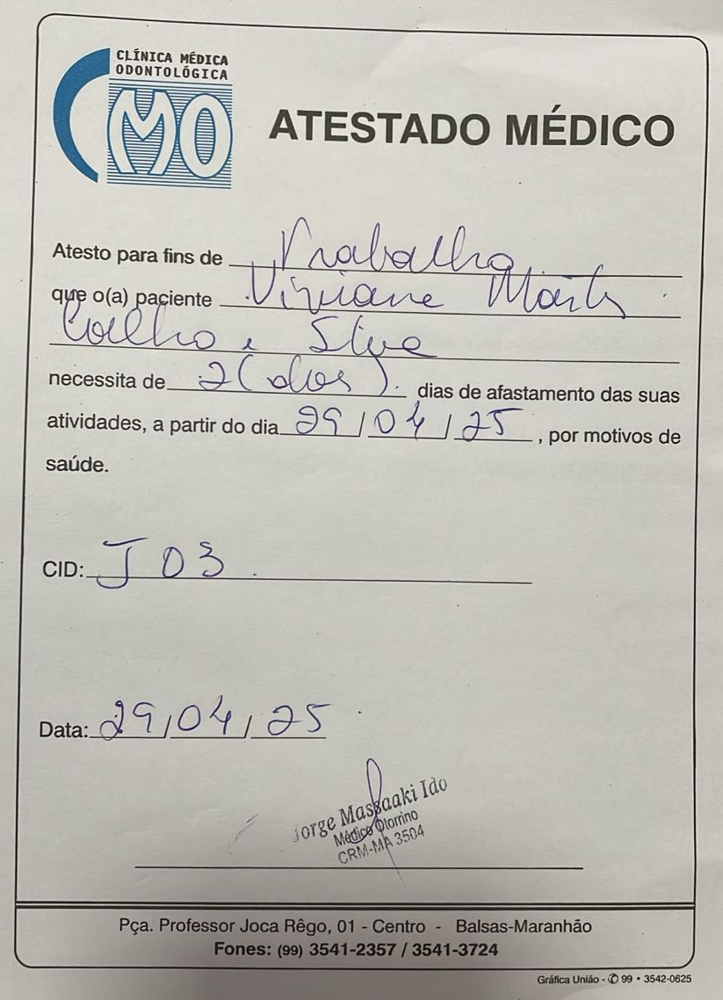 CLÍNICA MÉDICA
ODONTOLÓGICA
CMO
ATESTADO MÉDICO
Atesto para fins de Trabalho
que o(a) paciente Viviane
Coelho e Silva
necessita de 2 (dois). dias de afastamento das suas
atividades, a partir do dia 29/04/25, por motivos de
saúde.
CID: J03
Data: 29/04/25
Jorge Massaaki Ido
Médico Otorrino
CRM-MA 3504
Pça. Professor Joca Rêgo, 01 - Centro - Balsas-Maranhão
Fones: (99) 3541-2357 / 3541-3724
Gráfica União - ✆ 99 • 3542-0625